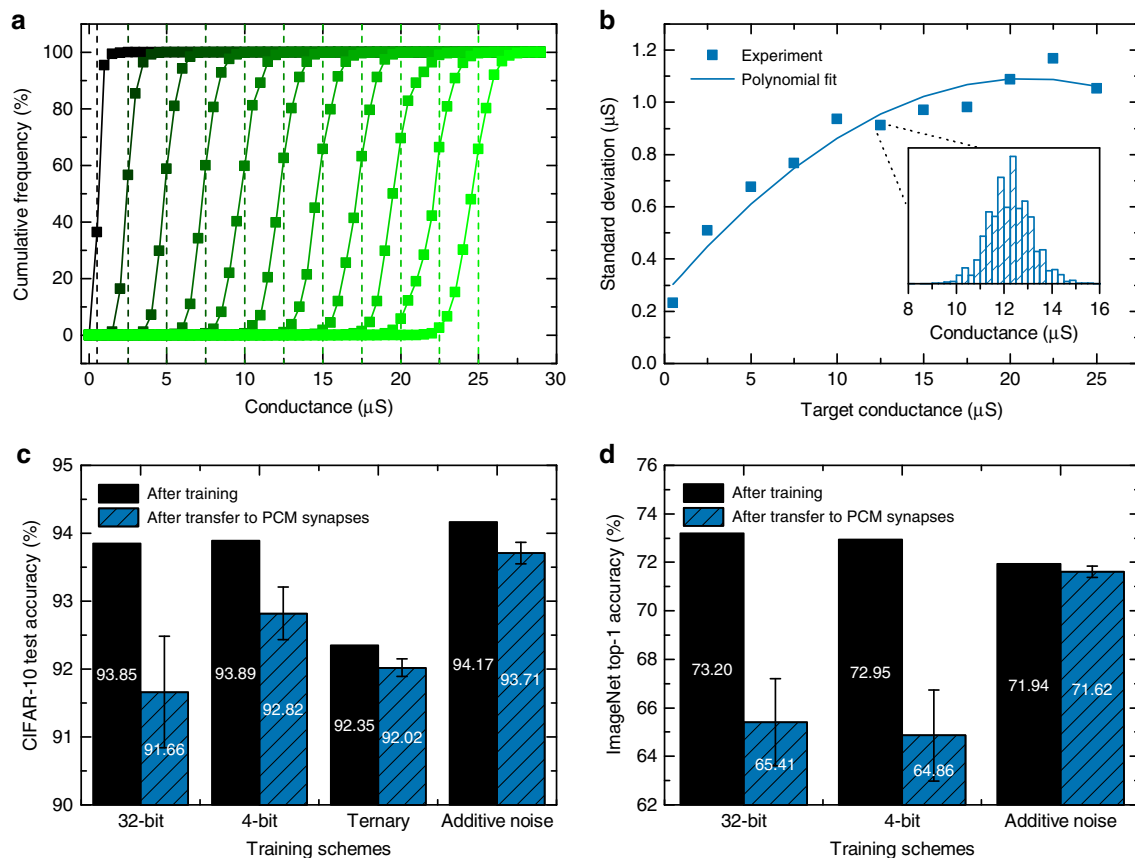 a
Cumulative frequency (%)
100
80
60
40
20
0
0 5 10 15 20 25 30
Conductance (μS)
b
Standard deviation (μS)
1.2
1.0
0.8
0.6
0.4
0.2
0.0
Experiment
Polynomial fit
8 10 12 14 16
Conductance (μS)
0 5 10 15 20 25
Target conductance (μS)
c
CIFAR-10 test accuracy (%)
95
94
93
92
91
90
After training
After transfer to PCM synapses
93.85
91.66
93.89
92.82
92.35
92.02
94.17
93.71
32-bit 4-bit Ternary Additive noise
Training schemes
d
ImageNet top-1 accuracy (%)
76
74
72
70
68
66
64
62
After training
After transfer to PCM synapses
73.20
65.41
72.95
64.86
71.94
71.62
32-bit 4-bit Additive noise
Training schemes